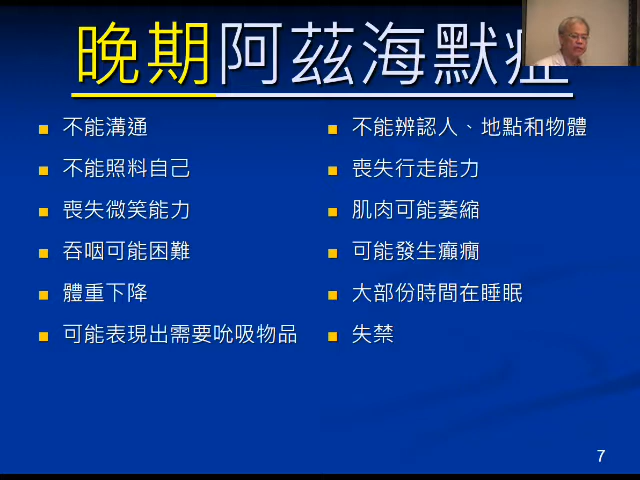 晚期阿茲海默症
不能溝通
不能照料自己
喪失微笑能力
吞咽可能困難
體重下降
可能表現出需要吮吸物品
不能辨認人、地點和物體
喪失行走能力
肌肉可能萎縮
可能發生癲癇
大部份時間在睡眠
失禁
7